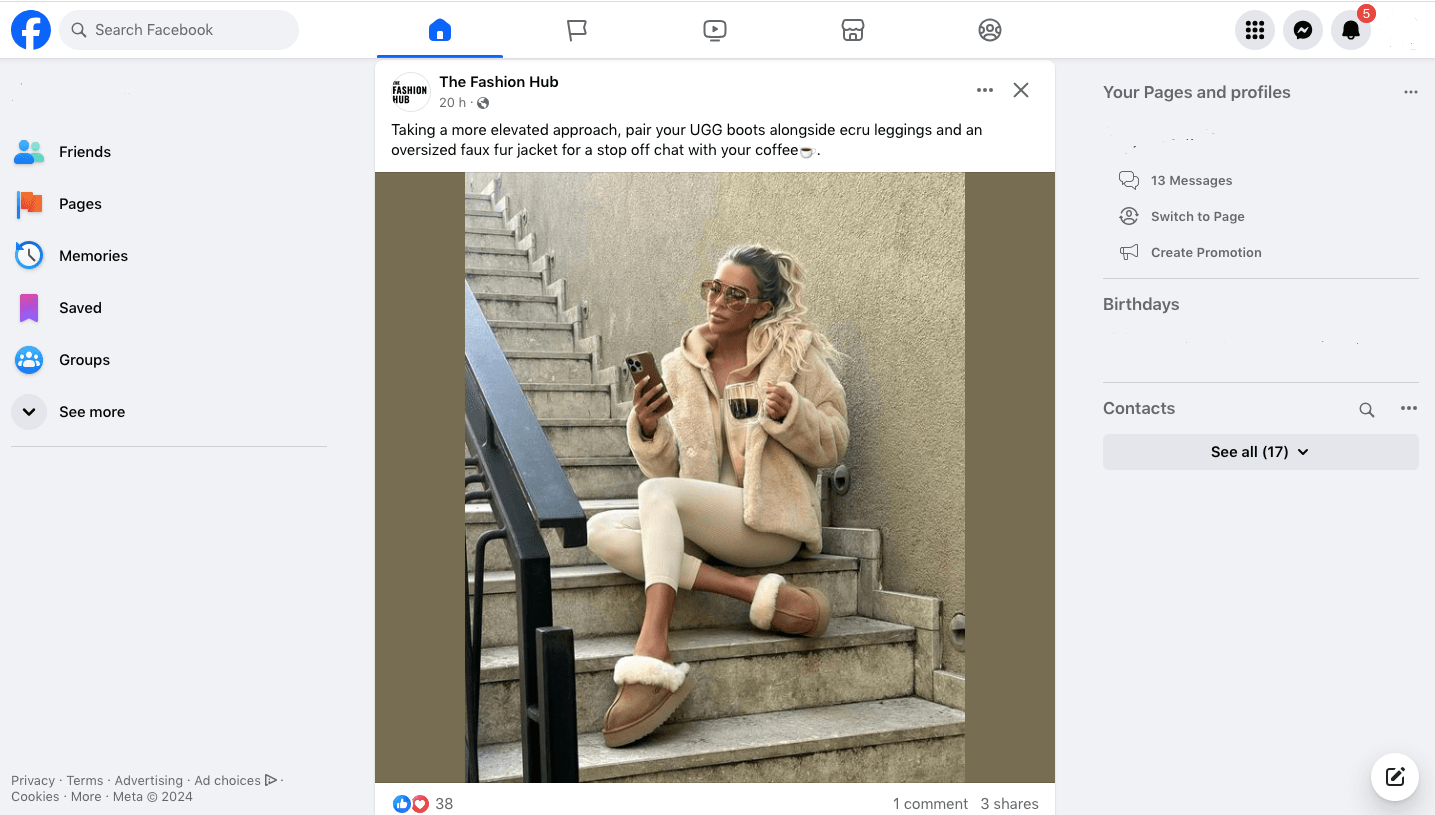 Search Facebook
5
Friends
Pages
Memories
Saved
Groups
See more
Privacy · Terms · Advertising · Ad choices ·
Cookies · More · Meta © 2024
THE
FASHION
HUB
The Fashion Hub
20 h ·
Taking a more elevated approach, pair your UGG boots alongside ecru leggings and an
oversized faux fur jacket for a stop off chat with your coffee☕.
38
1 comment 3 shares
Your Pages and profiles
13 Messages
Switch to Page
Create Promotion
Birthdays
Contacts
See all (17)